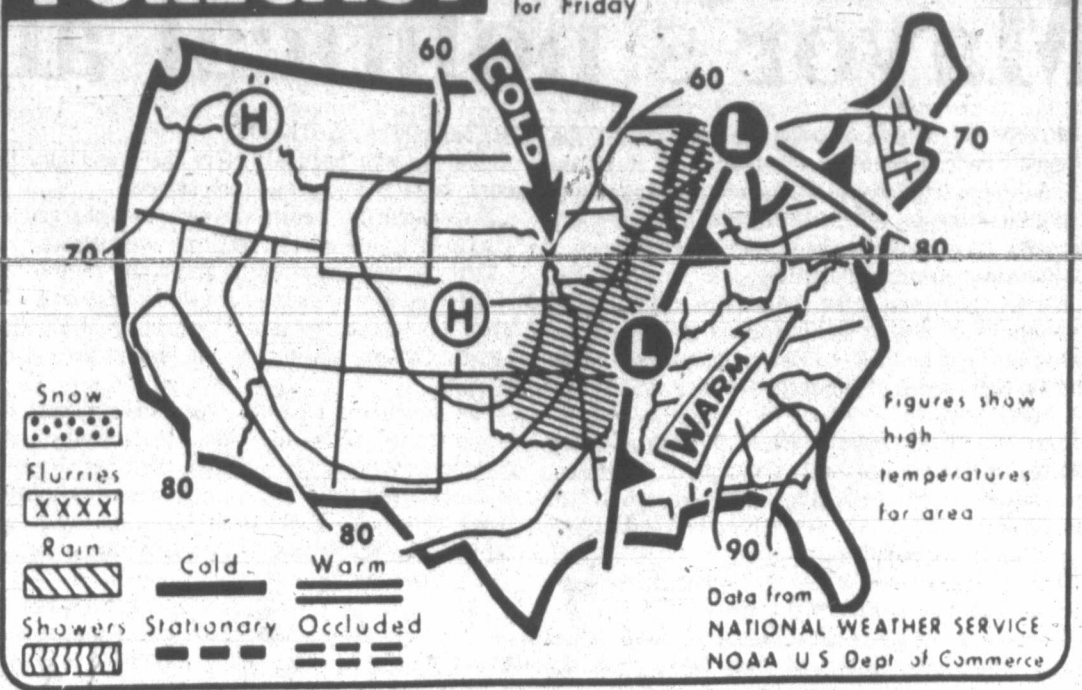 for Friday
60
COLD
60
H
L
70
70
80
H
L
WARM
Snow
Flurries
XXXX
Rain
Showers
80
80
90
Cold
Warm
Stationary
Occluded
Figures show
high
temperatures
for area
Data from
NATIONAL WEATHER SERVICE
NOAA U S Dept of Commerce